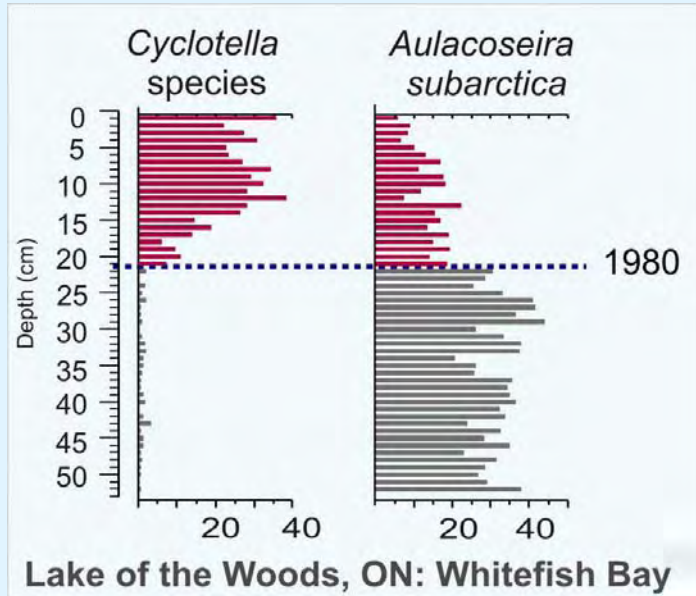 Cyclotella
species
Aulacoseira
subarctica
0
5
10
15
20
25
30
35
40
45
50
Depth (cm)
1980
20 40
20 40
Lake of the Woods, ON: Whitefish Bay